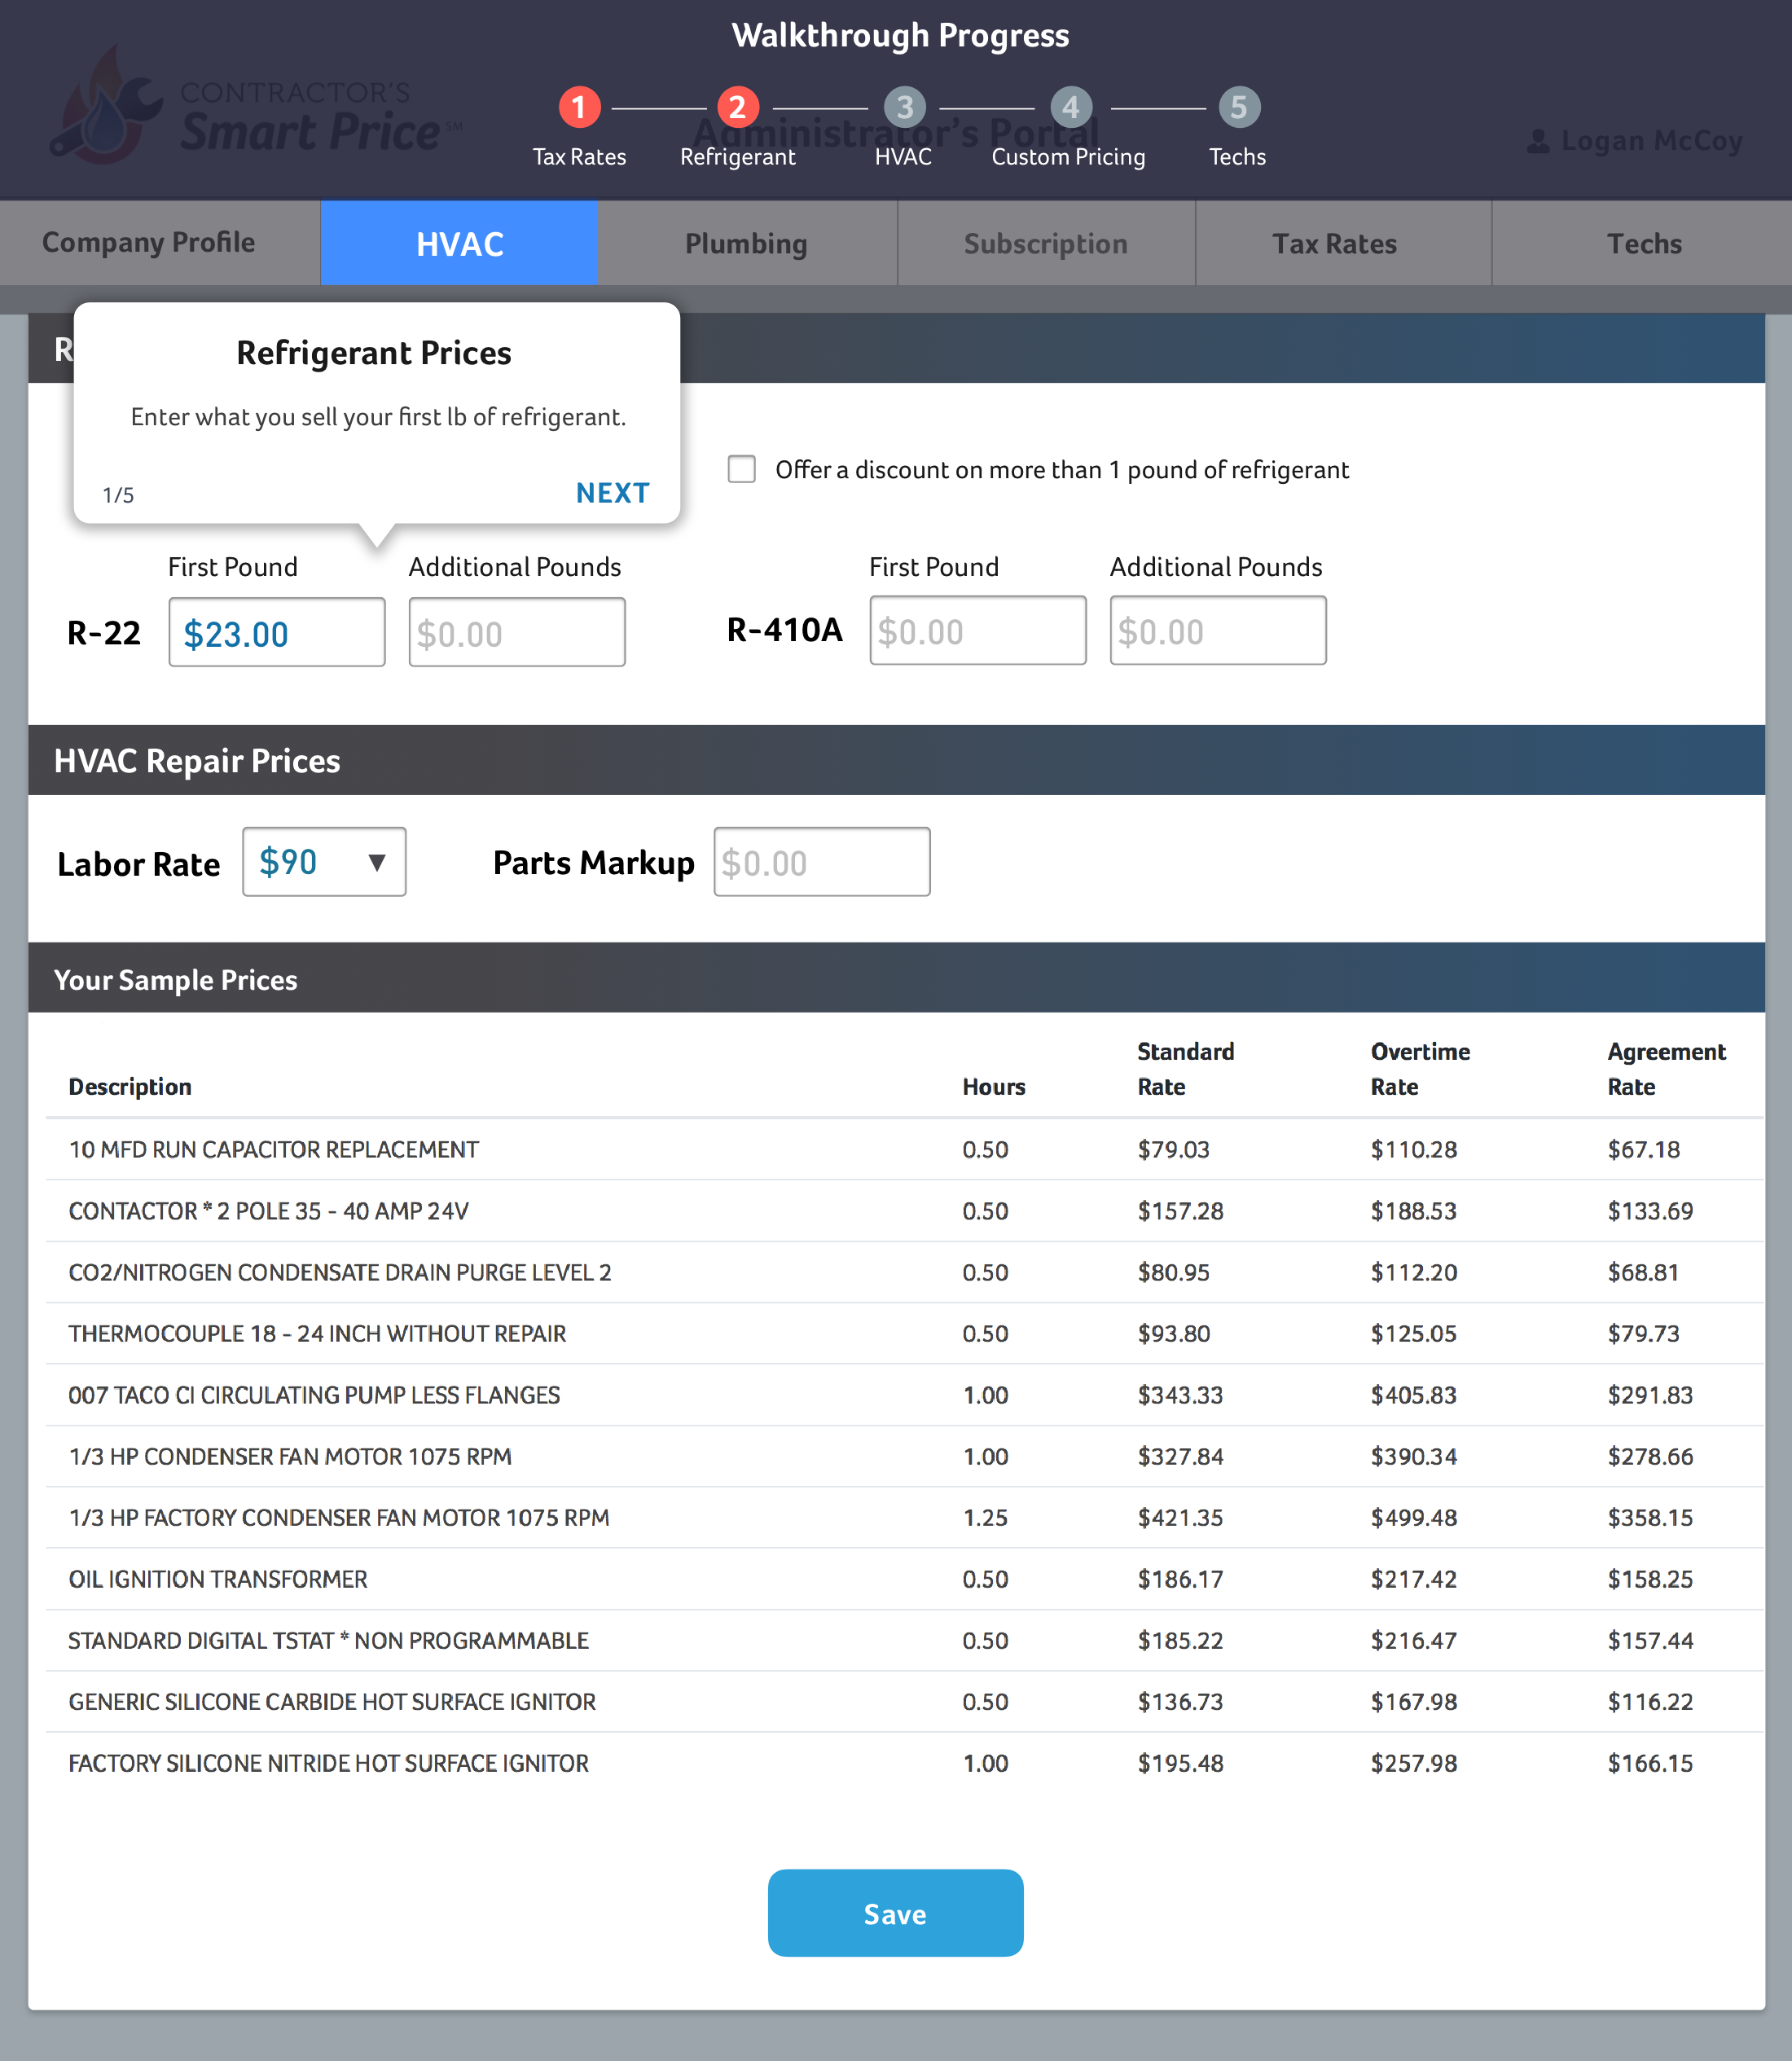 Walkthrough Progress
CONTRACTOR'S
Smart Price SM
Administrator's Portal
Logan McCoy
1 2 3 4 5
Tax Rates Refrigerant HVAC Custom Pricing Techs
Company Profile HVAC Plumbing Subscription Tax Rates Techs
R
Refrigerant Prices
Enter what you sell your first lb of refrigerant.
1/5 NEXT
Offer a discount on more than 1 pound of refrigerant
First Pound Additional Pounds First Pound Additional Pounds
R-22 $23.00 $0.00 R-410A $0.00 $0.00
HVAC Repair Prices
Labor Rate $90 ▼ Parts Markup $0.00
Your Sample Prices
Description Hours Standard Rate Overtime Rate Agreement Rate
10 MFD RUN CAPACITOR REPLACEMENT 0.50 $79.03 $110.28 $67.18
CONTACTOR * 2 POLE 35 - 40 AMP 24V 0.50 $157.28 $188.53 $133.69
CO2/NITROGEN CONDENSATE DRAIN PURGE LEVEL 2 0.50 $80.95 $112.20 $68.81
THERMOCOUPLE 18 - 24 INCH WITHOUT REPAIR 0.50 $93.80 $125.05 $79.73
007 TACO CI CIRCULATING PUMP LESS FLANGES 1.00 $343.33 $405.83 $291.83
1/3 HP CONDENSER FAN MOTOR 1075 RPM 1.00 $327.84 $390.34 $278.66
1/3 HP FACTORY CONDENSER FAN MOTOR 1075 RPM 1.25 $421.35 $499.48 $358.15
OIL IGNITION TRANSFORMER 0.50 $186.17 $217.42 $158.25
STANDARD DIGITAL TSTAT * NON PROGRAMMABLE 0.50 $185.22 $216.47 $157.44
GENERIC SILICONE CARBIDE HOT SURFACE IGNITOR 0.50 $136.73 $167.98 $116.22
FACTORY SILICONE NITRIDE HOT SURFACE IGNITOR 1.00 $195.48 $257.98 $166.15
Save